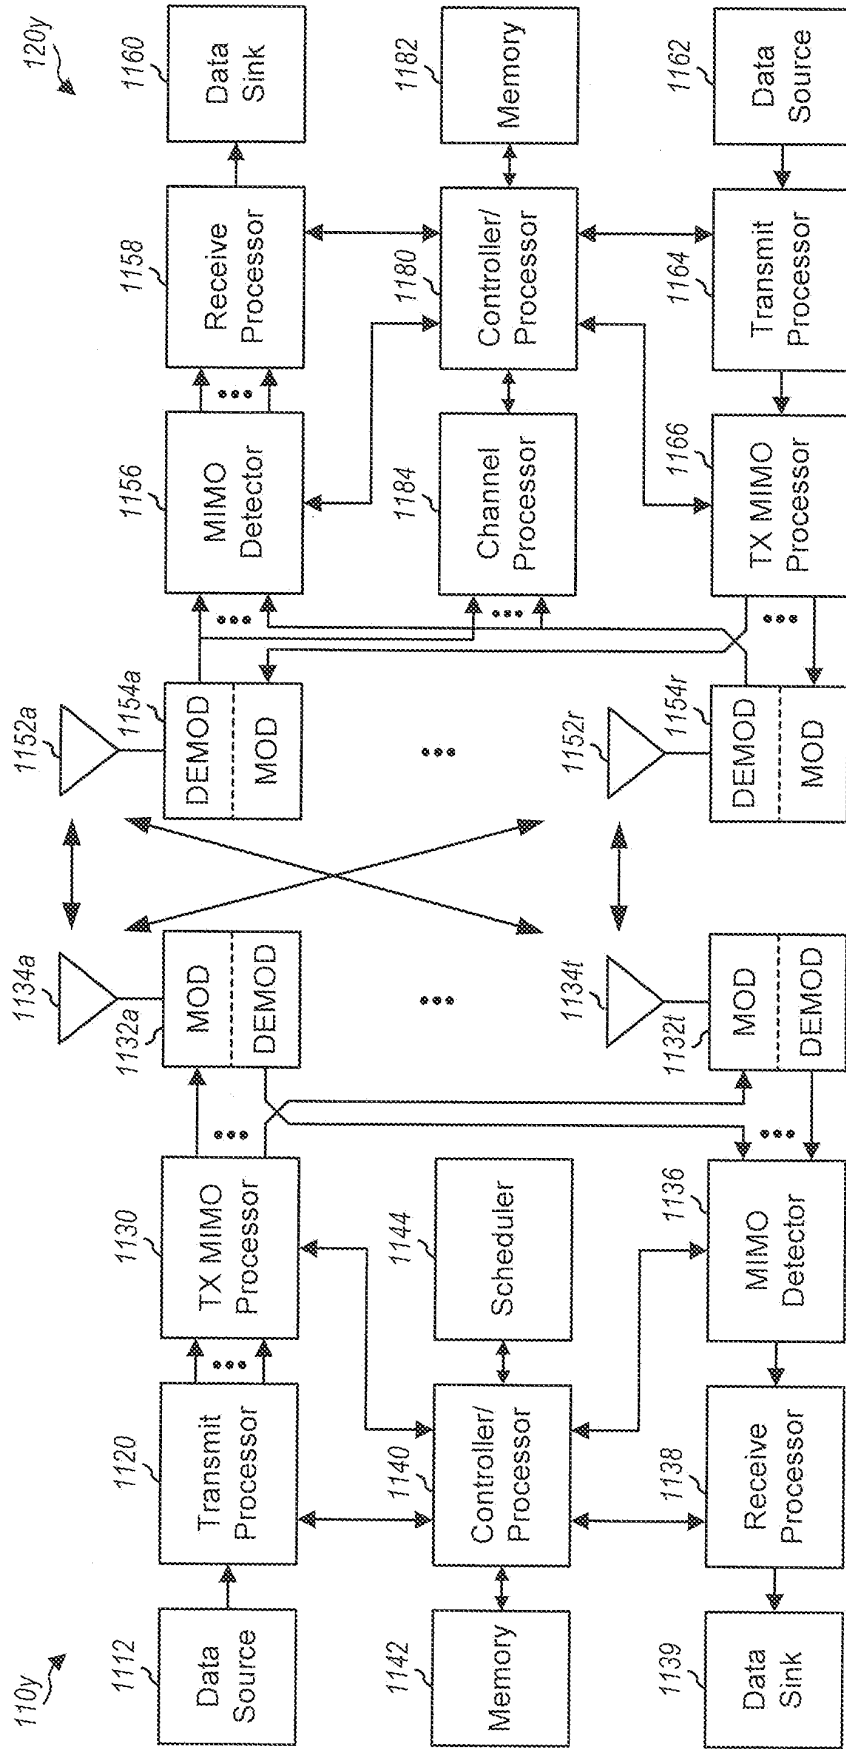 110y
120y
1112
Data
Source
1120
Transmit
Processor
1130
TX MIMO
Processor
1132a
MOD
DEMOD
1134a
1152a
1154a
DEMOD
MOD
1156
MIMO
Detector
1158
Receive
Processor
1160
Data
Sink
1142
Memory
1140
Controller/
Processor
1144
Scheduler
1184
Channel
Processor
1180
Controller/
Processor
1182
Memory
1139
Data
Sink
1138
Receive
Processor
1136
MIMO
Detector
1132t
MOD
DEMOD
1134t
1152r
1154r
DEMOD
MOD
1166
TX MIMO
Processor
1164
Transmit
Processor
1162
Data
Source